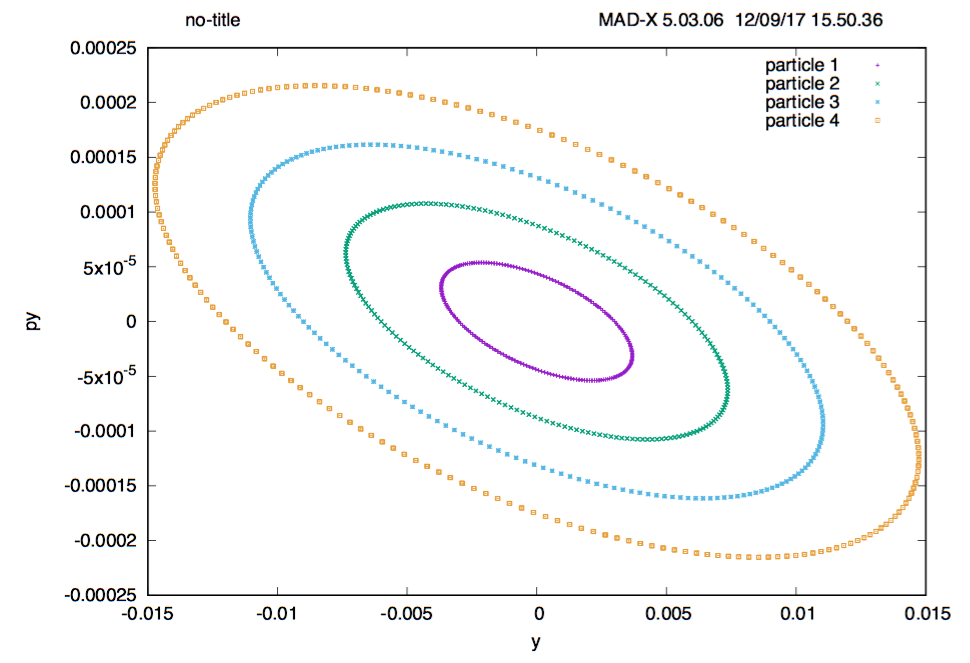 no-title
MAD-X 5.03.06  12/09/17 15.50.36
particle 1
particle 2
particle 3
particle 4
0.00025
0.0002
0.00015
0.0001
5x10⁻⁵
0
-5x10⁻⁵
-0.0001
-0.00015
-0.0002
-0.00025
py
-0.015 -0.01 -0.005 0 0.005 0.01 0.015
y